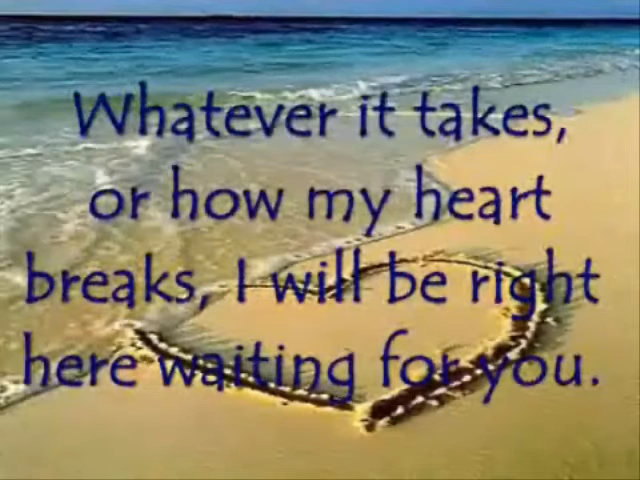 Whatever it takes,
or how my heart
breaks, I will be right
here waiting for you.